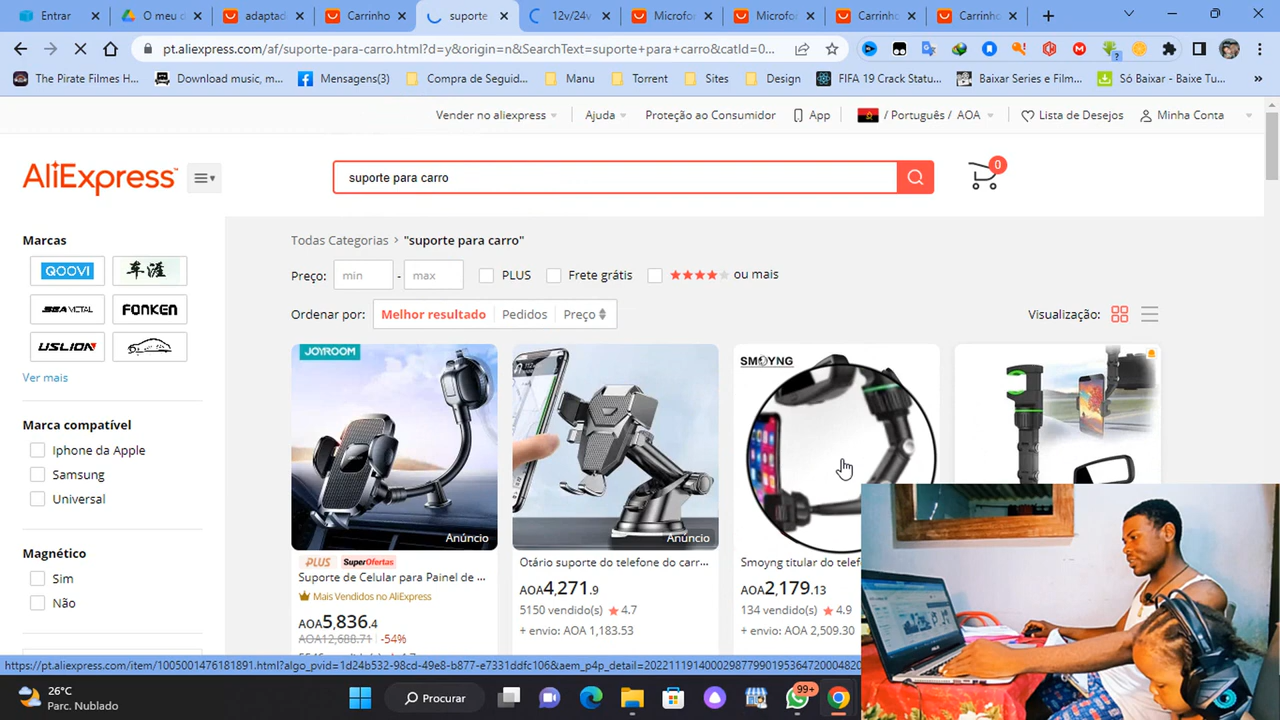 Entrar
O meu d
adaptad
Carrinho
suporte
12v/24v
Microfor
Microfor
Carrinho
Carrinho
pt.aliexpress.com/af/suporte-para-carro.html?d=y&origin=n&SearchText=suporte+para+carro&catId=0...
The Pirate Filmes H...
Download music, m...
Mensagens(3)
Compra de Seguid...
Manu
Torrent
Sites
Design
FIFA 19 Crack Statu...
Baixar Series e Film...
Só Baixar - Baixe Tu...
Vender no aliexpress
Ajuda
Proteção ao Consumidor
App
/ Português / AOA
Lista de Desejos
Minha Conta
AliExpress
suporte para carro
0
Marcas
QOOVI
车涯
SEAMETAL
FONKEN
USLION
Ver mais
Marca compatível
Iphone da Apple
Samsung
Universal
Magnético
Sim
Não
Todas Categorias > "suporte para carro"
Preço:
min
-
max
PLUS
Frete grátis
ou mais
Ordenar por:
Melhor resultado
Pedidos
Preço
Visualização:
JOYROOM
Anúncio
PLUS
SuperOfertas
Suporte de Celular para Painel de ...
Mais Vendidos no AliExpress
AOA5,836.4
AOA12,688.71
-54%
Anúncio
Otário suporte do telefone do carr...
AOA4,271.9
5150 vendido(s) 4.7
+ envio: AOA 1,183.53
SMOYNG
Smoyng titular do telef
AOA2,179.13
134 vendido(s) 4.9
+ envio: AOA 2,509.30
https://pt.aliexpress.com/item/1005001476181891.html?algo_pvid=1d24b532-98cd-49e8-b877-e7331ddfc106&aem_p4p_detail=202211191400029877990195364720004820
26°C
Parc. Nublado
Procurar
99+